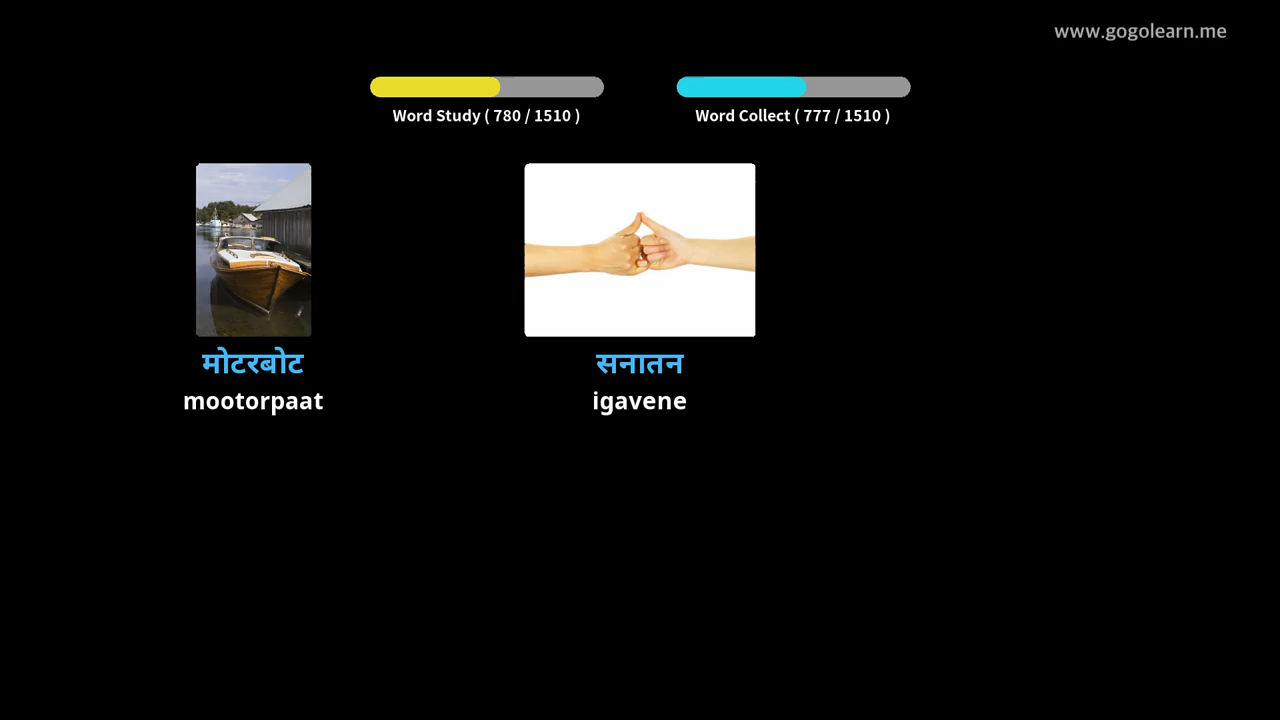 www.gogolearn.me
Word Study ( 780 / 1510 )
Word Collect ( 777 / 1510 )
मोटरबोट
mootorpaat
सनातन
igavene